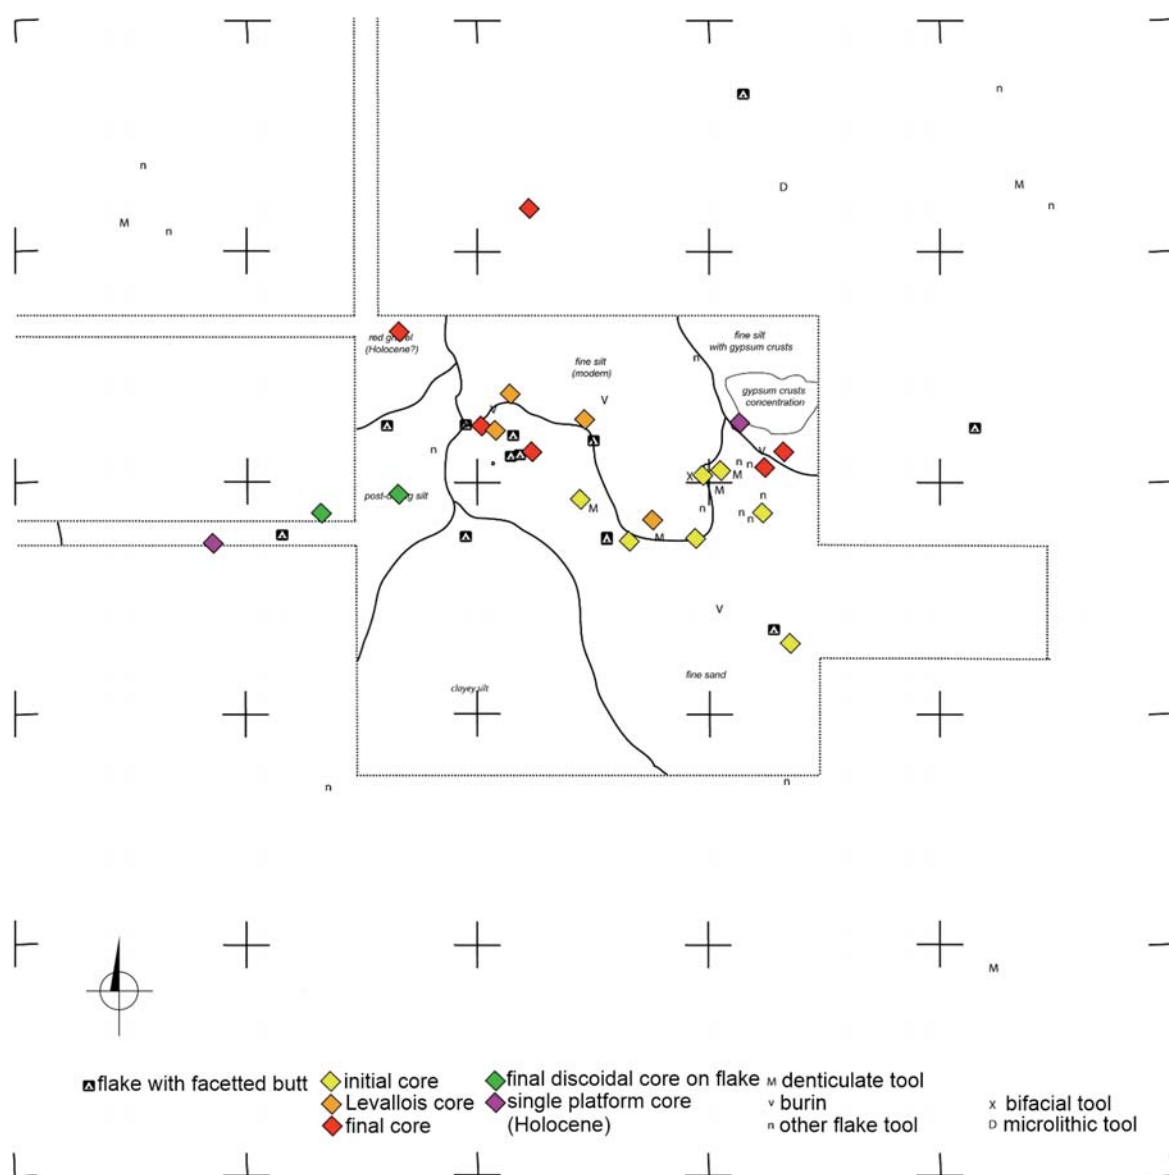 n
n
D
M
n
M
n
fine silt
with gypsum crusts
red
(Holocene?)
n
fine silt
(modern)
gypsum crusts
concentration
V
V
n
V
n n
X
M
M
silt
n
M
n
n n
M
V
fine sand
clayey silt
n
n
M
flake with facetted butt
initial core
Levallois core
final core
final discoidal core on flake
single platform core
(Holocene)
M denticulate tool
v burin
n other flake tool
x bifacial tool
D microlithic tool